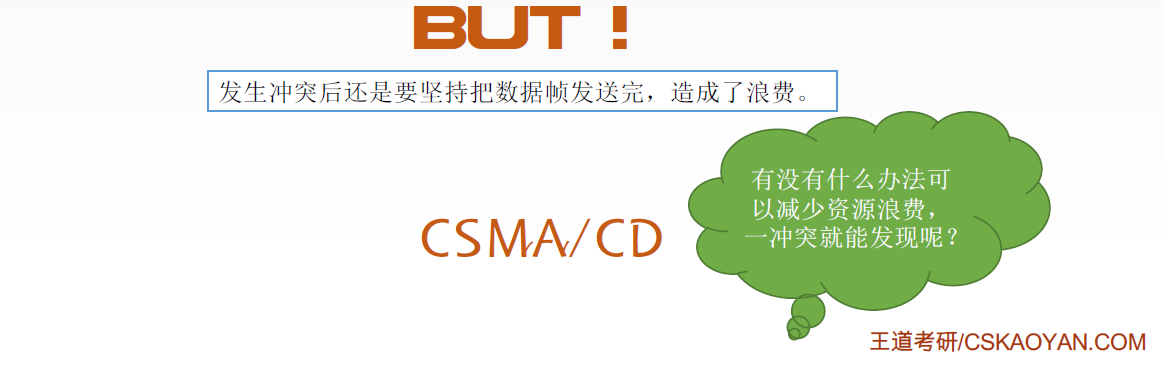 BUT！
发生冲突后还是要坚持把数据帧发送完，造成了浪费。
有没有什么办法可
以减少资源浪费，
一冲突就能发现呢？
CSMA/CD
王道考研/CSKAOYAN.COM